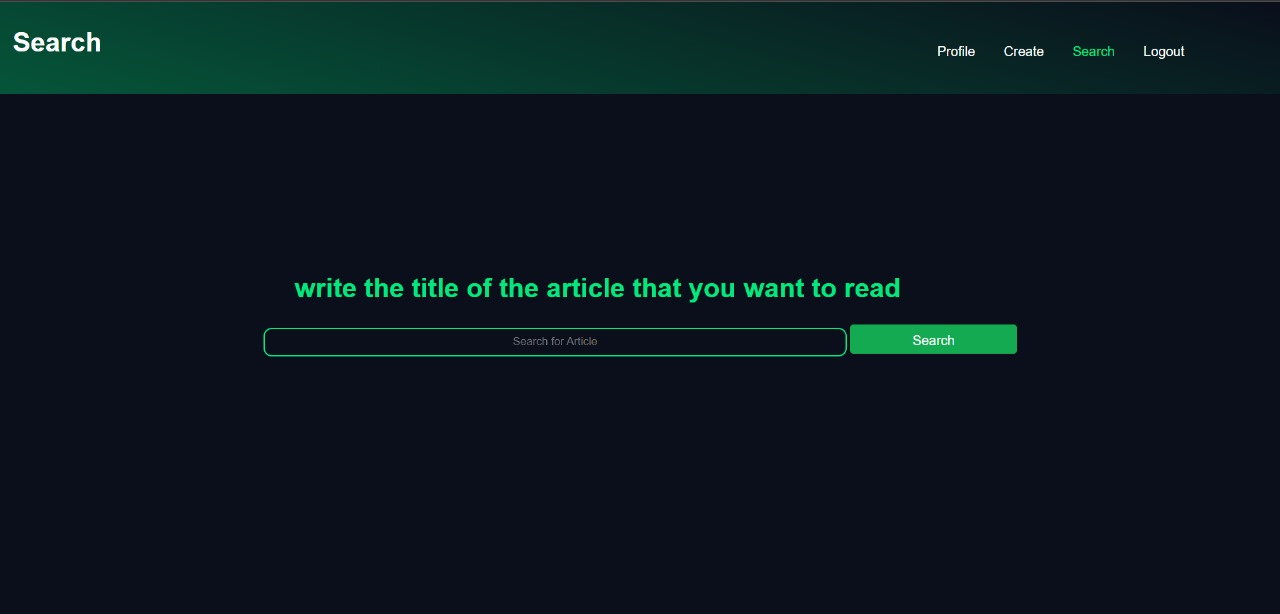 Search
Profile Create Search Logout
write the title of the article that you want to read
Search for Article Search